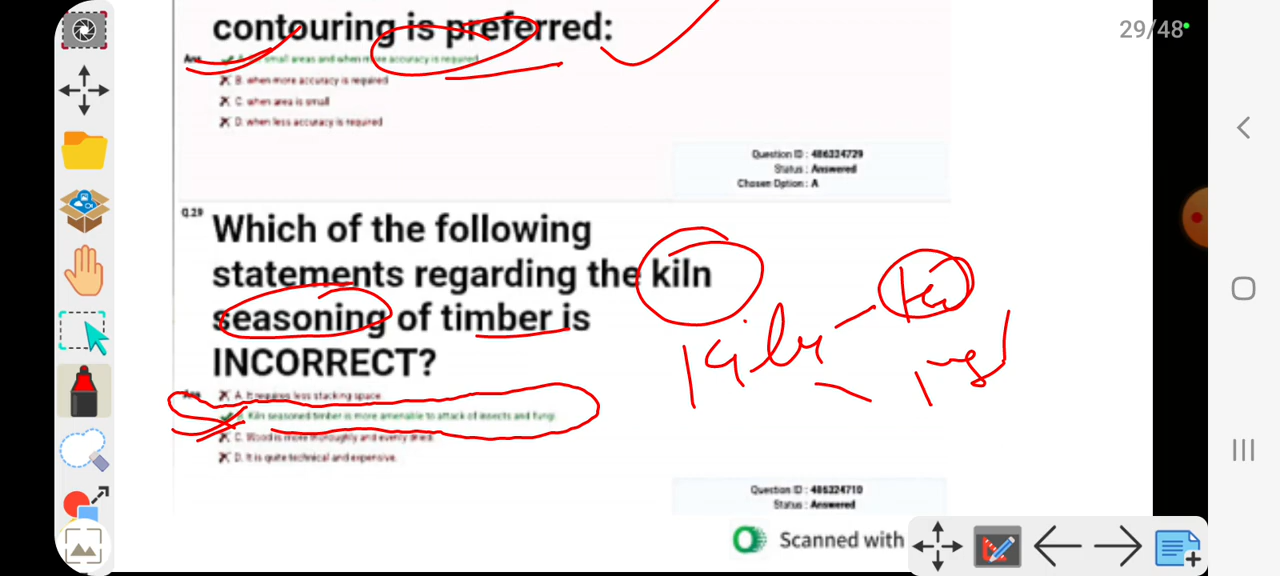 29/48
contouring is preferred:
Ans
small areas and when more accuracy is required
X B. when more accuracy is required
X C. when area is small
X D. when less accuracy is required
Question ID : 486324729
Status : Answered
Chosen Option : A
Q.29
Which of the following
statements regarding the kiln
seasoning of timber is
INCORRECT?
Ans
X A. It requires less stacking space
Kiln seasoned timber is more amenable to attack of insects and fungi.
X C. Wood is more thoroughly and evenly dried.
X D. It is quite technical and expensive.
Question ID : 486324710
Status : Answered
Scanned with